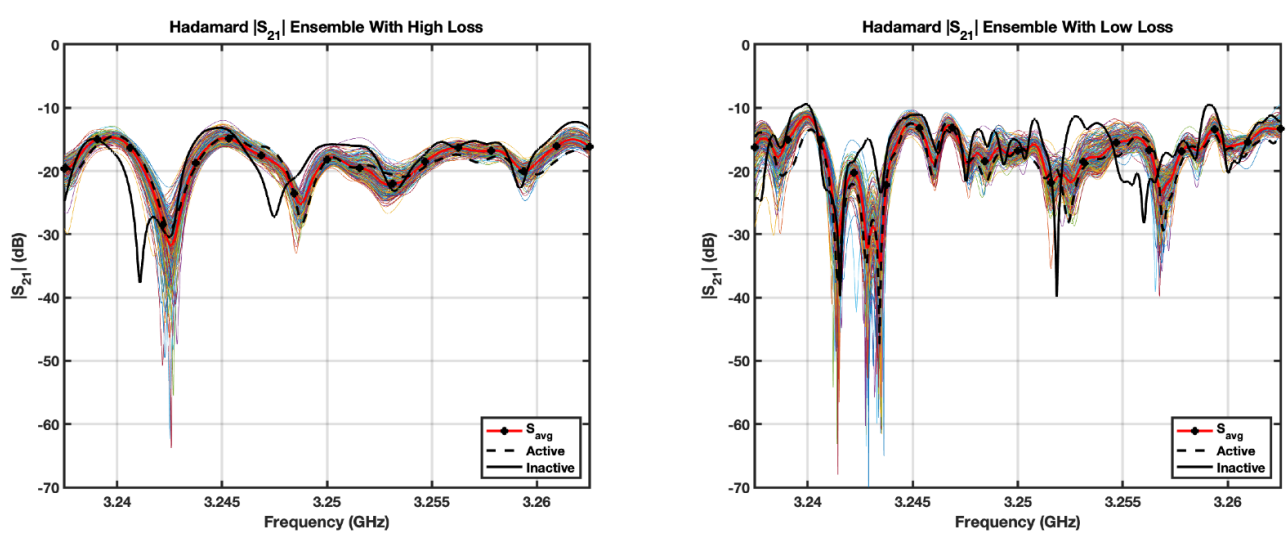 Hadamard |S21| Ensemble With High Loss
0
-10
-20
-30
-40
-50
-60
-70
|S21| (dB)
3.24
3.245
3.25
3.255
3.26
Frequency (GHz)
Savg
Active
Inactive
Hadamard |S21| Ensemble With Low Loss
0
-10
-20
-30
-40
-50
-60
-70
|S21| (dB)
3.24
3.245
3.25
3.255
3.26
Frequency (GHz)
Savg
Active
Inactive